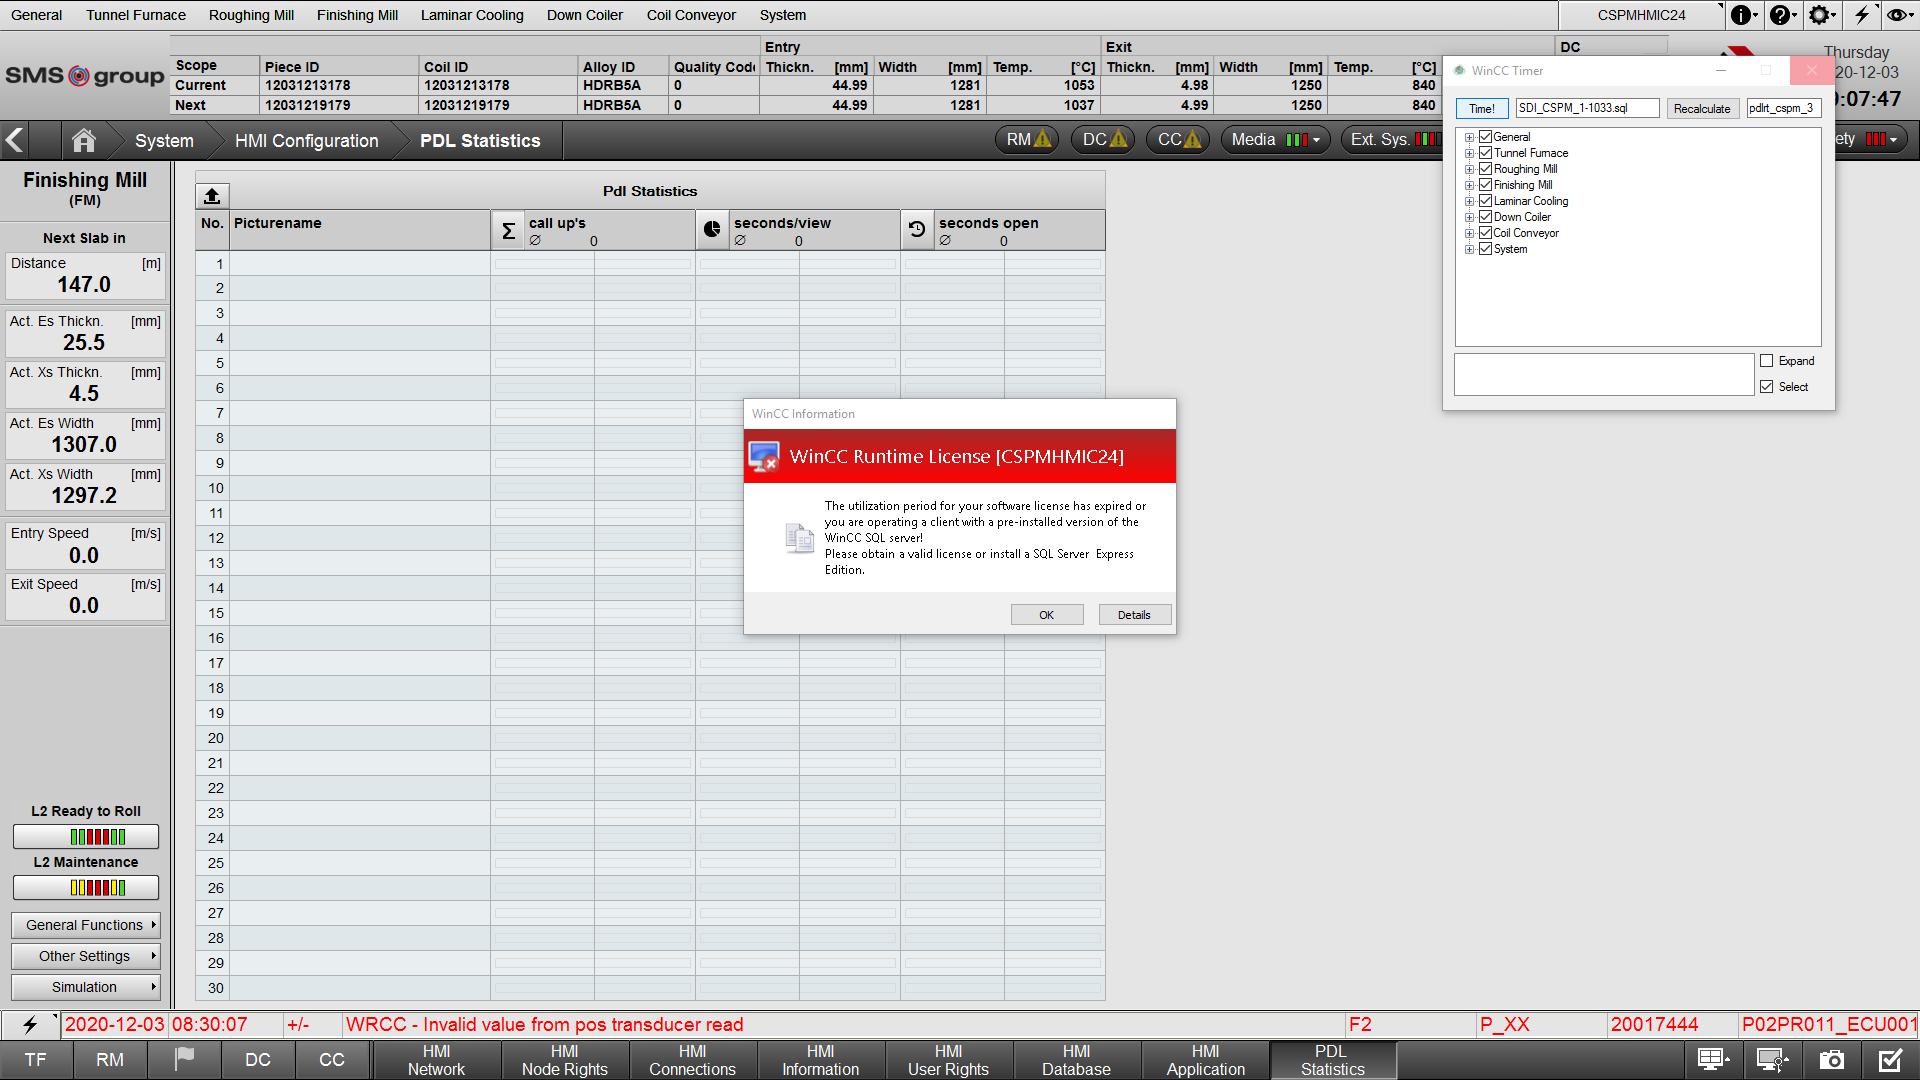 General Tunnel Furnace Roughing Mill Finishing Mill Laminar Cooling Down Coiler Coil Conveyor System CSPMHMIC24
SMS group
Entry Exit DC
Scope Piece ID Coil ID Alloy ID Quality Code Thickn. [mm] Width [mm] Temp. [°C] Thickn. [mm] Width [mm] Temp. [°C]
Current 12031213178 12031213178 HDRB5A 0 44.99 1281 1053 4.98 1250 840
Next 12031219179 12031219179 HDRB5A 0 44.99 1281 1037 4.99 1250 840
Thursday
20-12-03
:07:47
System HMI Configuration PDL Statistics RM DC CC Media Ext. Sys. ety
WinCC Timer
Time! SDI_CSPM_1-1033.sql Recalculate pdlrt_cspm_3
General
Tunnel Furnace
Roughing Mill
Finishing Mill
Laminar Cooling
Down Coiler
Coil Conveyor
System
Expand
Select
Finishing Mill
(FM)
Next Slab in
Distance [m]
147.0
Act. Es Thickn. [mm]
25.5
Act. Xs Thickn. [mm]
4.5
Act. Es Width [mm]
1307.0
Act. Xs Width [mm]
1297.2
Entry Speed [m/s]
0.0
Exit Speed [m/s]
0.0
L2 Ready to Roll
L2 Maintenance
General Functions
Other Settings
Simulation
Pdl Statistics
No. Picturename Σ call up's seconds/view seconds open
∅ 0 ∅ 0 ∅ 0
1
2
3
4
5
6
7
8
9
10
11
12
13
14
15
16
17
18
19
20
21
22
23
24
25
26
27
28
29
30
WinCC Information
WinCC Runtime License [CSPMHMIC24]
The utilization period for your software license has expired or
you are operating a client with a pre-installed version of the
WinCC SQL server!
Please obtain a valid license or install a SQL Server Express
Edition.
OK Details
2020-12-03 08:30:07 +/- WRCC - Invalid value from pos transducer read F2 P_XX 20017444 P02PR011_ECU001
TF RM DC CC
HMI Network
HMI Node Rights
HMI Connections
HMI Information
HMI User Rights
HMI Database
HMI Application
PDL Statistics